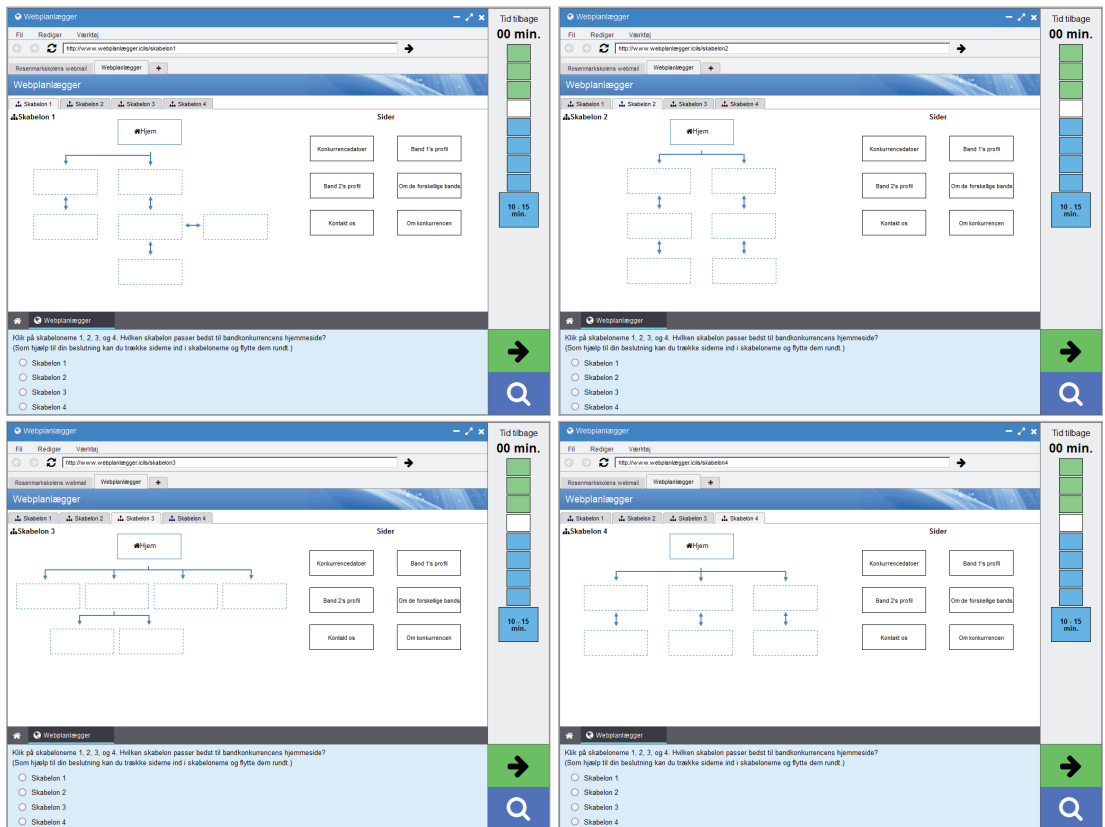 Webplanlægger
Tid tilbage
00 min.
Fil Rediger Værktøj
http://www.webplanlægger.icils/skabelon1
Rosenmarkskolens webmail Webplanlægger +
Webplanlægger
Skabelon 1 Skabelon 2 Skabelon 3 Skabelon 4
Skabelon 1
Sider
Hjem
Konkurrencedatoer Band 1's profil
Band 2's profil Om de forskellige bands
Kontakt os Om konkurrencen
10 - 15
min.
Webplanlægger
Klik på skabelonerne 1, 2, 3, og 4. Hvilken skabelon passer bedst til bandkonkurrencens hjemmeside?
(Som hjælp til din beslutning kan du trække siderne ind i skabelonerne og flytte dem rundt.)
Skabelon 1
Skabelon 2
Skabelon 3
Skabelon 4
Webplanlægger
Tid tilbage
00 min.
Fil Rediger Værktøj
http://www.webplanlægger.icils/skabelon2
Rosenmarkskolens webmail Webplanlægger +
Webplanlægger
Skabelon 1 Skabelon 2 Skabelon 3 Skabelon 4
Skabelon 2
Sider
Hjem
Konkurrencedatoer Band 1's profil
Band 2's profil Om de forskellige bands
Kontakt os Om konkurrencen
10 - 15
min.
Webplanlægger
Klik på skabelonerne 1, 2, 3, og 4. Hvilken skabelon passer bedst til bandkonkurrencens hjemmeside?
(Som hjælp til din beslutning kan du trække siderne ind i skabelonerne og flytte dem rundt.)
Skabelon 1
Skabelon 2
Skabelon 3
Skabelon 4
Webplanlægger
Tid tilbage
00 min.
Fil Rediger Værktøj
http://www.webplanlægger.icils/skabelon3
Rosenmarkskolens webmail Webplanlægger +
Webplanlægger
Skabelon 1 Skabelon 2 Skabelon 3 Skabelon 4
Skabelon 3
Sider
Hjem
Konkurrencedatoer Band 1's profil
Band 2's profil Om de forskellige bands
Kontakt os Om konkurrencen
10 - 15
min.
Webplanlægger
Klik på skabelonerne 1, 2, 3, og 4. Hvilken skabelon passer bedst til bandkonkurrencens hjemmeside?
(Som hjælp til din beslutning kan du trække siderne ind i skabelonerne og flytte dem rundt.)
Skabelon 1
Skabelon 2
Skabelon 3
Skabelon 4
Webplanlægger
Tid tilbage
00 min.
Fil Rediger Værktøj
http://www.webplanlægger.icils/skabelon4
Rosenmarkskolens webmail Webplanlægger +
Webplanlægger
Skabelon 1 Skabelon 2 Skabelon 3 Skabelon 4
Skabelon 4
Sider
Hjem
Konkurrencedatoer Band 1's profil
Band 2's profil Om de forskellige bands
Kontakt os Om konkurrencen
10 - 15
min.
Webplanlægger
Klik på skabelonerne 1, 2, 3, og 4. Hvilken skabelon passer bedst til bandkonkurrencens hjemmeside?
(Som hjælp til din beslutning kan du trække siderne ind i skabelonerne og flytte dem rundt.)
Skabelon 1
Skabelon 2
Skabelon 3
Skabelon 4